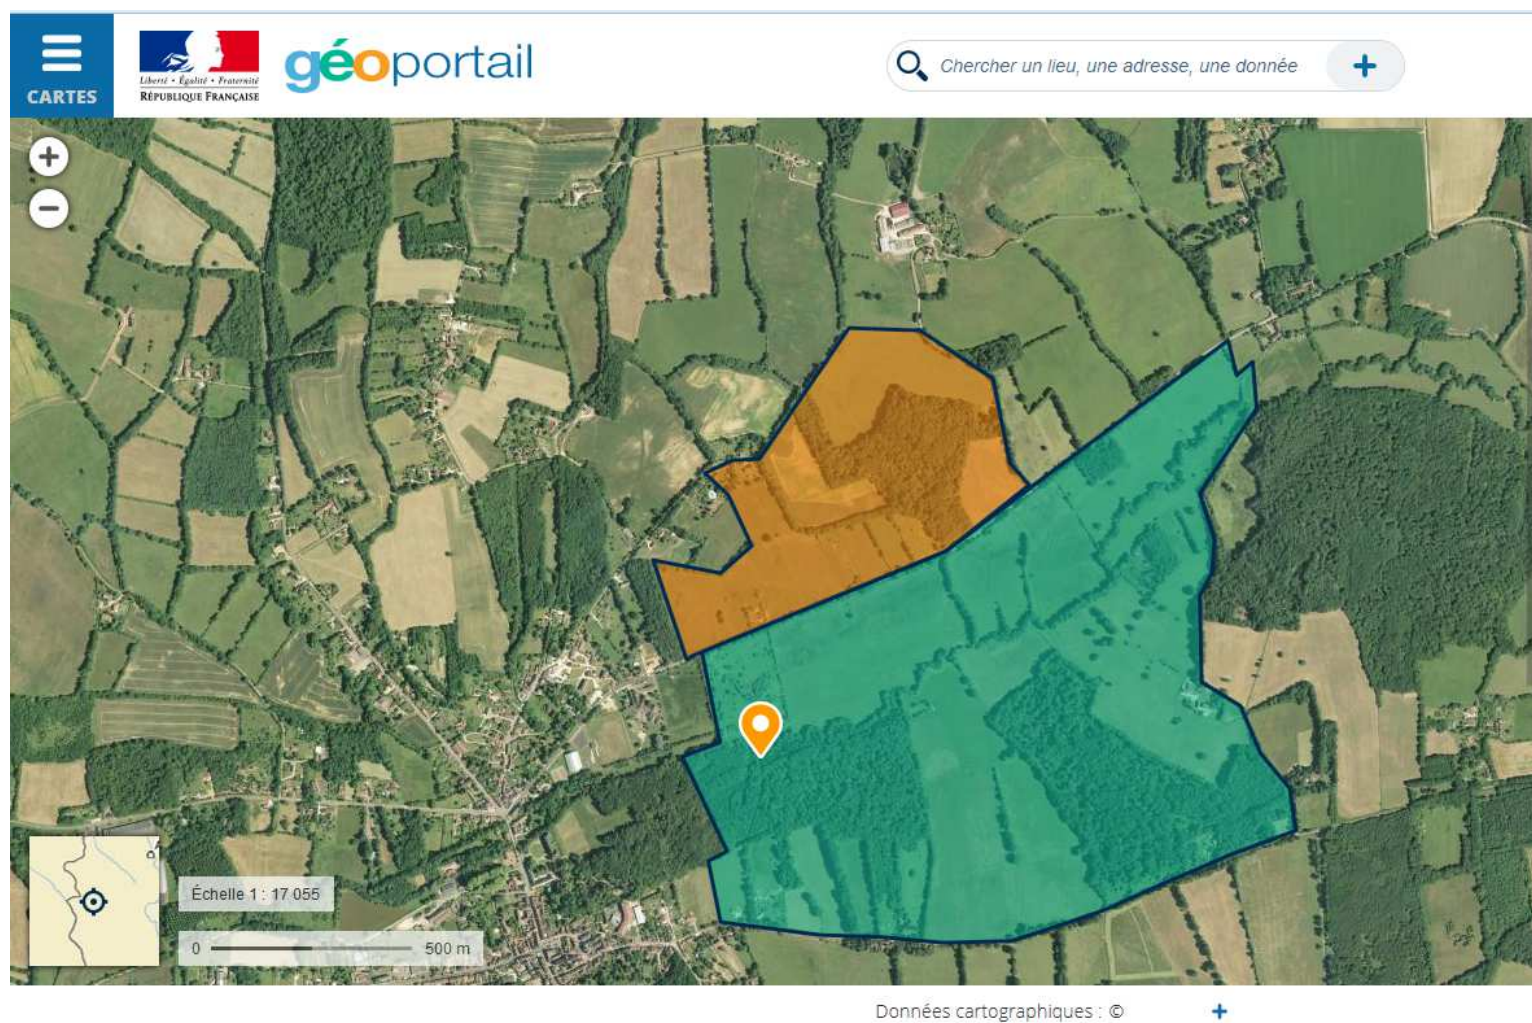 CARTES
Liberté • Égalité • Fraternité
RÉPUBLIQUE FRANÇAISE
géoportail
Chercher un lieu, une adresse, une donnée
Échelle 1 : 17 055
0 500 m
Données cartographiques : ©